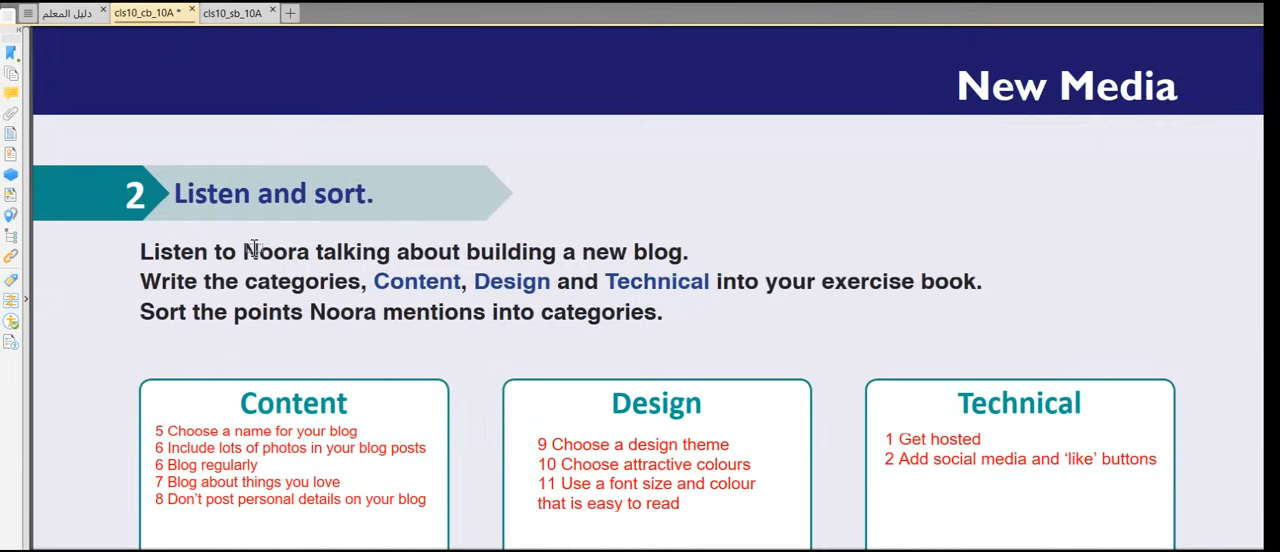 دليل المعلم
cls10_cb_10A *
cls10_sb_10A
New Media
2 Listen and sort.
Listen to Noora talking about building a new blog.
Write the categories, Content, Design and Technical into your exercise book.
Sort the points Noora mentions into categories.
Content
5 Choose a name for your blog
6 Include lots of photos in your blog posts
6 Blog regularly
7 Blog about things you love
8 Don't post personal details on your blog
Design
9 Choose a design theme
10 Choose attractive colours
11 Use a font size and colour
that is easy to read
Technical
1 Get hosted
2 Add social media and ‘like’ buttons